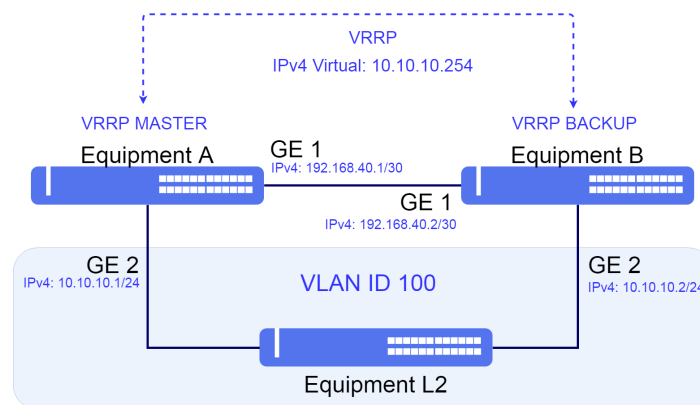 VRRP
IPv4 Virtual: 10.10.10.254
VRRP MASTER
VRRP BACKUP
Equipment A
GE 1
Equipment B
IPv4: 192.168.40.1/30
GE 1
IPv4: 192.168.40.2/30
GE 2
IPv4: 10.10.10.1/24
VLAN ID 100
GE 2
IPv4: 10.10.10.2/24
Equipment L2